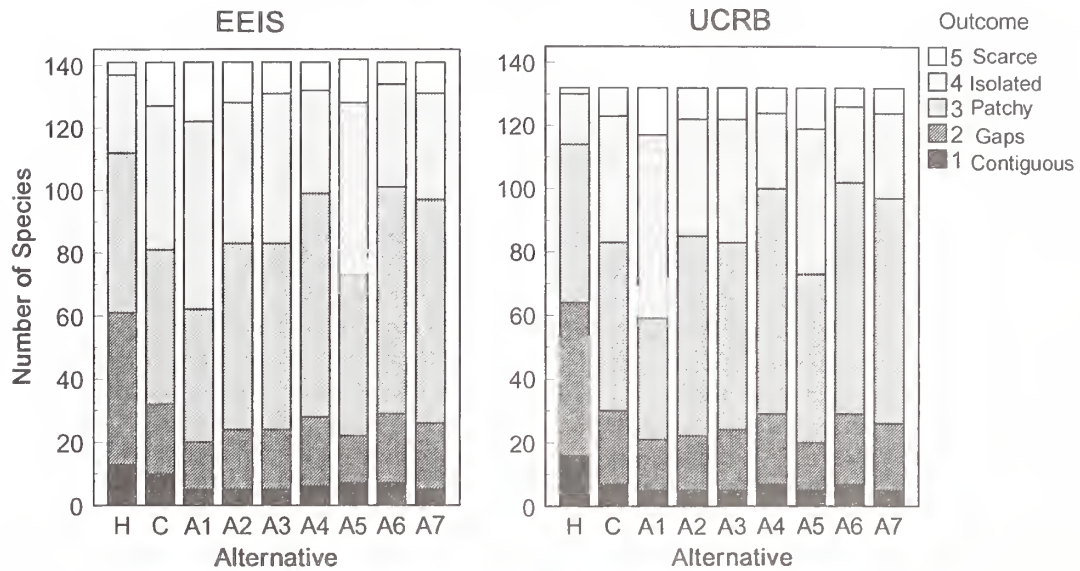 EEIS
UCRB
Outcome
5 Scarce
4 Isolated
3 Patchy
2 Gaps
1 Contiguous
Number of Species
140
120
100
80
60
40
20
0
H C A1 A2 A3 A4 A5 A6 A7
Alternative
140
120
100
80
60
40
20
0
H C A1 A2 A3 A4 A5 A6 A7
Alternative